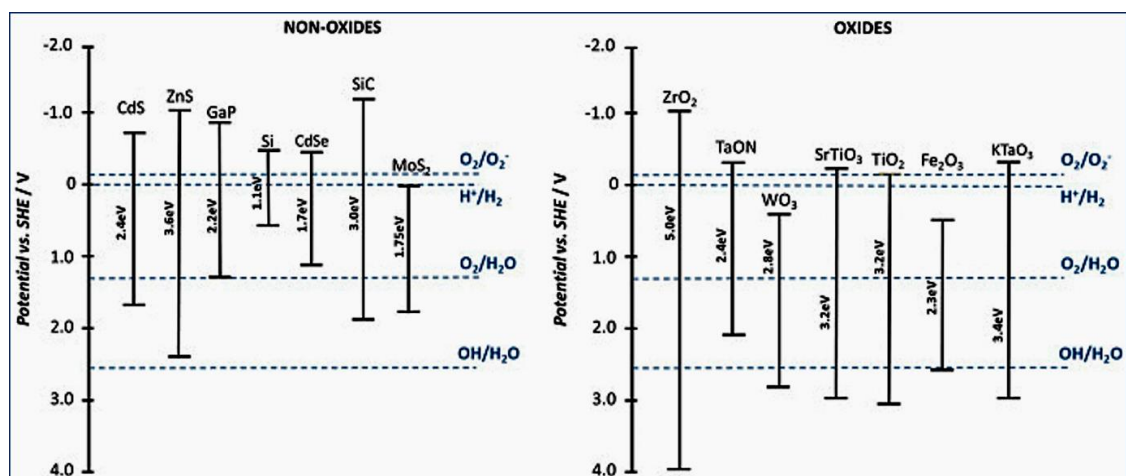 NON-OXIDES
Potential vs. SHE / V
-2.0
-1.0
0
1.0
2.0
3.0
4.0
CdS
ZnS
GaP
Si
CdSe
SiC
MoS₂
2.4eV
3.6eV
2.2eV
1.1eV
1.7eV
3.0eV
1.75eV
O₂/O₂⁻
H⁺/H₂
O₂/H₂O
OH/H₂O
OXIDES
Potential vs. SHE / V
-2.0
-1.0
0
1.0
2.0
3.0
4.0
ZrO₂
TaON
WO₃
SrTiO₃
TiO₂
Fe₂O₃
KTaO₃
5.0eV
2.4eV
2.8eV
3.2eV
3.2eV
2.3eV
3.4eV
O₂/O₂⁻
H⁺/H₂
O₂/H₂O
OH/H₂O